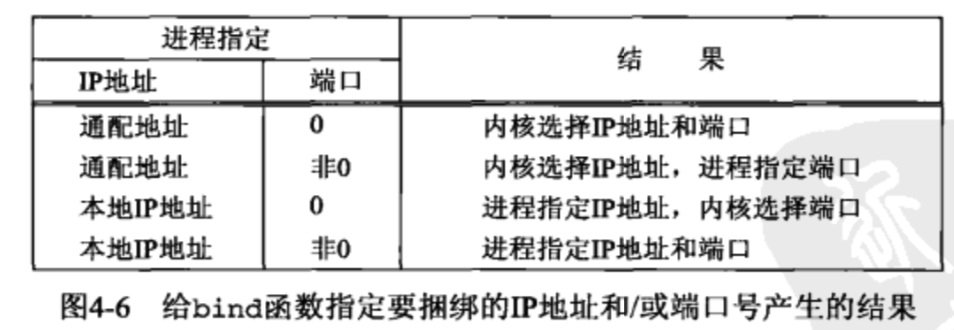 进程指定
结 果
IP地址 端口
通配地址 0 内核选择IP地址和端口
通配地址 非0 内核选择IP地址，进程指定端口
本地IP地址 0 进程指定IP地址，内核选择端口
本地IP地址 非0 进程指定IP地址和端口
图4-6 给bind函数指定要捆绑的IP地址和/或端口号产生的结果